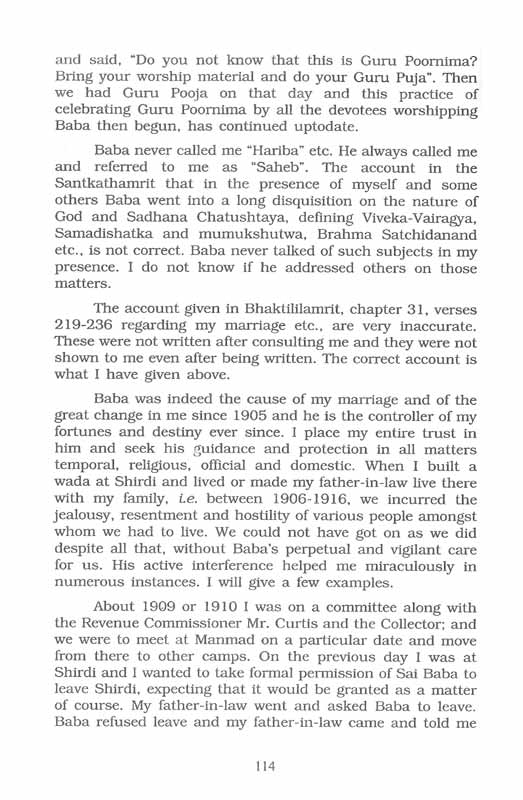 and said, "Do you not know that this is Guru Poornima?
Bring your worship material and do your Guru Puja". Then
we had Guru Pooja on that day and this practice of
celebrating Guru Poornima by all the devotees worshipping
Baba then begun, has continued uptodate.
Baba never called me "Hariba" etc. He always called me
and referred to me as "Saheb". The account in the
Santkathamrit that in the presence of myself and some
others Baba went into a long disquisition on the nature of
God and Sadhana Chatushtaya, defining Viveka-Vairagya,
Samadishatka and mumukshutwa, Brahma Satchidanand
etc., is not correct. Baba never talked of such subjects in my
presence. I do not know if he addressed others on those
matters.
The account given in Bhaktililamrit, chapter 31, verses
219-236 regarding my marriage etc., are very inaccurate.
These were not written after consulting me and they were not
shown to me even after being written. The correct account is
what I have given above.
Baba was indeed the cause of my marriage and of the
great change in me since 1905 and he is the controller of my
fortunes and destiny ever since. I place my entire trust in
him and seek his guidance and protection in all matters
temporal, religious, official and domestic. When I built a
wada at Shirdi and lived or made my father-in-law live there
with my family, i.e. between 1906-1916, we incurred the
jealousy, resentment and hostility of various people amongst
whom we had to live. We could not have got on as we did
despite all that, without Baba's perpetual and vigilant care
for us. His active interference helped me miraculously in
numerous instances. I will give a few examples.
About 1909 or 1910 I was on a committee along with
the Revenue Commissioner Mr. Curtis and the Collector; and
we were to meet at Manmad on a particular date and move
from there to other camps. On the previous day I was at
Shirdi and I wanted to take formal permission of Sai Baba to
leave Shirdi, expecting that it would be granted as a matter
of course. My father-in-law went and asked Baba to leave.
Baba refused leave and my father-in-law came and told me
114